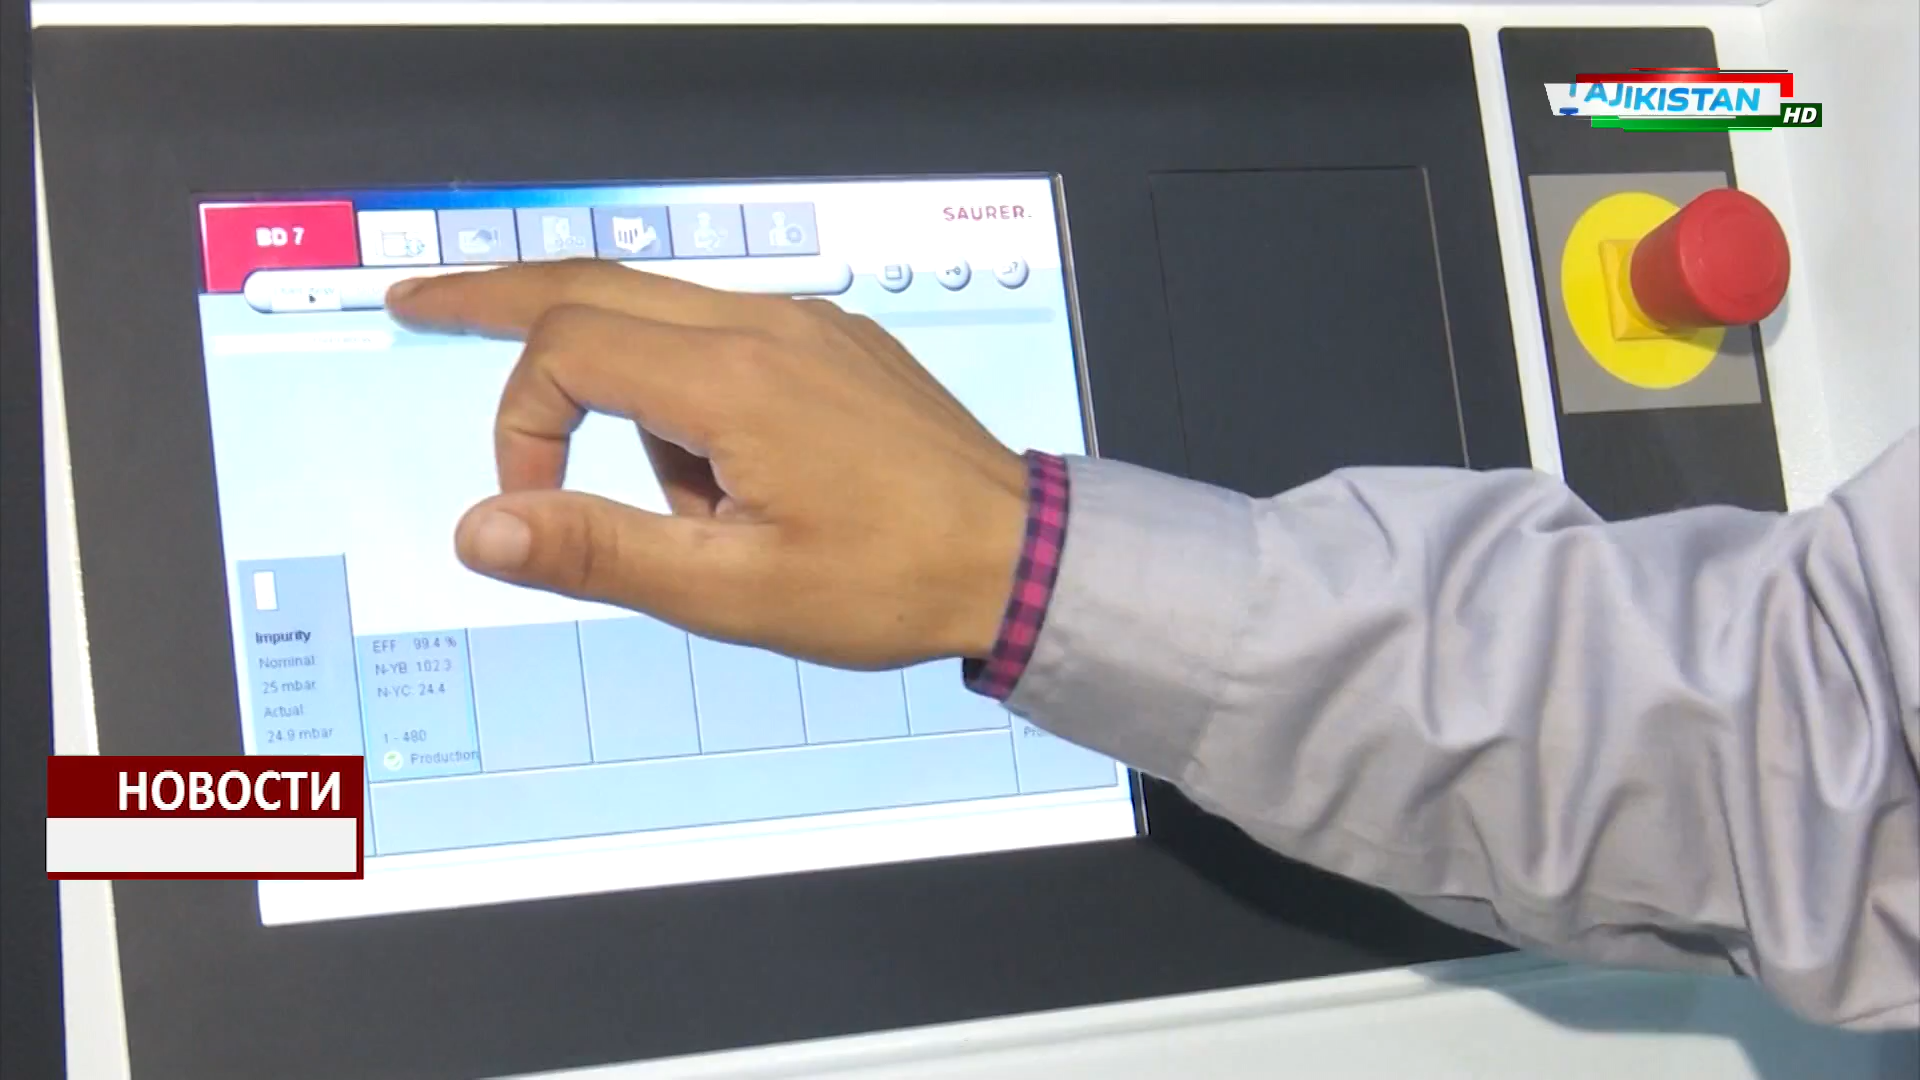 AJIKISTAN
HD
SAURER.
BD 7
Impurity
Nominal
25 mbar
Actual
24.9 mbar
EFF 99.4 %
N-YB: 102.3
N-YC: 24.4
1 - 480
Production
НОВОСТИ